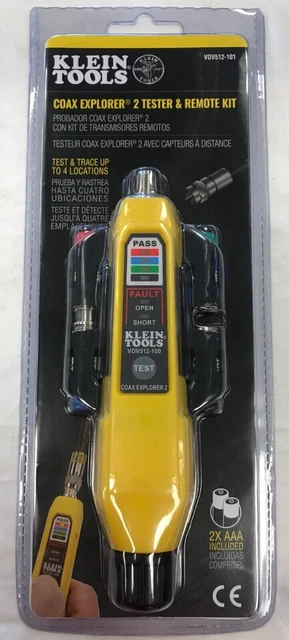 KLEIN
TOOLS
VDV512-101
COAX EXPLORER® 2 TESTER & REMOTE KIT
PROBADOR COAX EXPLORER® 2
CON KIT DE TRANSMISORES REMOTOS
TESTEUR COAX EXPLORER® 2 AVEC CAPTEURS À DISTANCE
TEST & TRACE UP
TO 4 LOCATIONS
PRUEBA Y RASTREA
HASTA CUATRO
UBICACIONES
TESTE ET DÉTECTE
JUSQU'À QUATRE
PASS
FAULT
OPEN
SHORT
KLEIN
TOOLS
VDV512-100
TEST
COAX EXPLORER 2
PASS
KLEIN
TOOLS
2X AAA
INCLUDED
INCLUIDAS
COMPRISES
CE